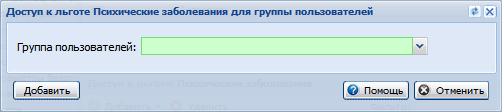 Доступ к льготе Психические заболевания для группы пользователей
Группа пользователей:
Добавить
Помощь
Отменить